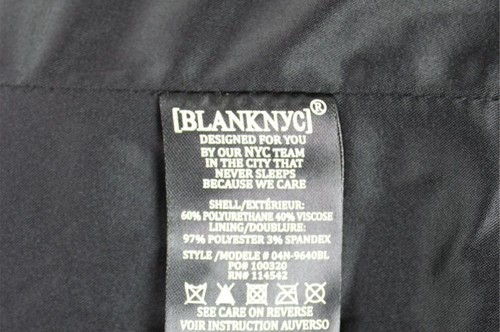 [BLANKNYC]®
DESIGNED FOR YOU
BY OUR NYC TEAM
IN THE CITY THAT
NEVER SLEEPS
BECAUSE WE CARE
SHELL/EXTÉRIEUR:
60% POLYURETHANE 40% VISCOSE
LINING/DOUBLURE:
97% POLYESTER 3% SPANDEX
STYLE /MODELE # 04N-9640BL
PO# 100320
RN# 114542
SEE CARE ON REVERSE
VOIR INSTRUCTION AUVERSO